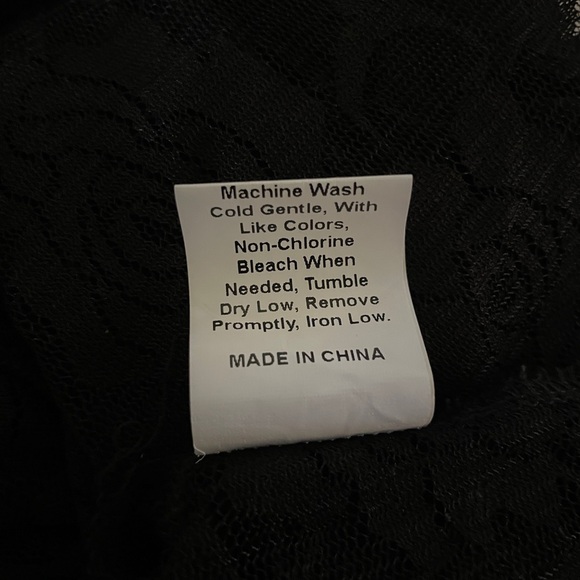 Machine Wash
Cold Gentle, With
Like Colors,
Non-Chlorine
Bleach When
Needed, Tumble
Dry Low, Remove
Promptly, Iron Low.
MADE IN CHINA